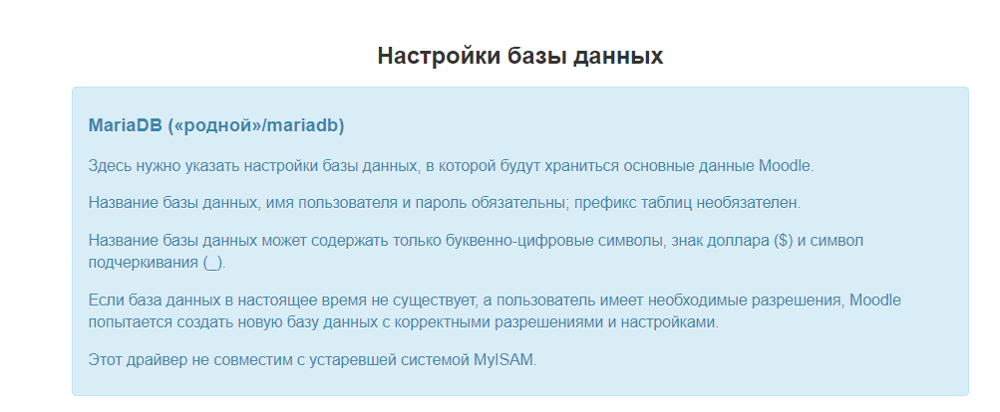 Настройки базы данных
MariaDB («родной»/mariadb)
Здесь нужно указать настройки базы данных, в которой будут храниться основные данные Moodle.
Название базы данных, имя пользователя и пароль обязательны; префикс таблиц необязателен.
Название базы данных может содержать только буквенно-цифровые символы, знак доллара ($) и символ
подчеркивания (_).
Если база данных в настоящее время не существует, а пользователь имеет необходимые разрешения, Moodle
попытается создать новую базу данных с корректными разрешениями и настройками.
Этот драйвер не совместим с устаревшей системой MyISAM.